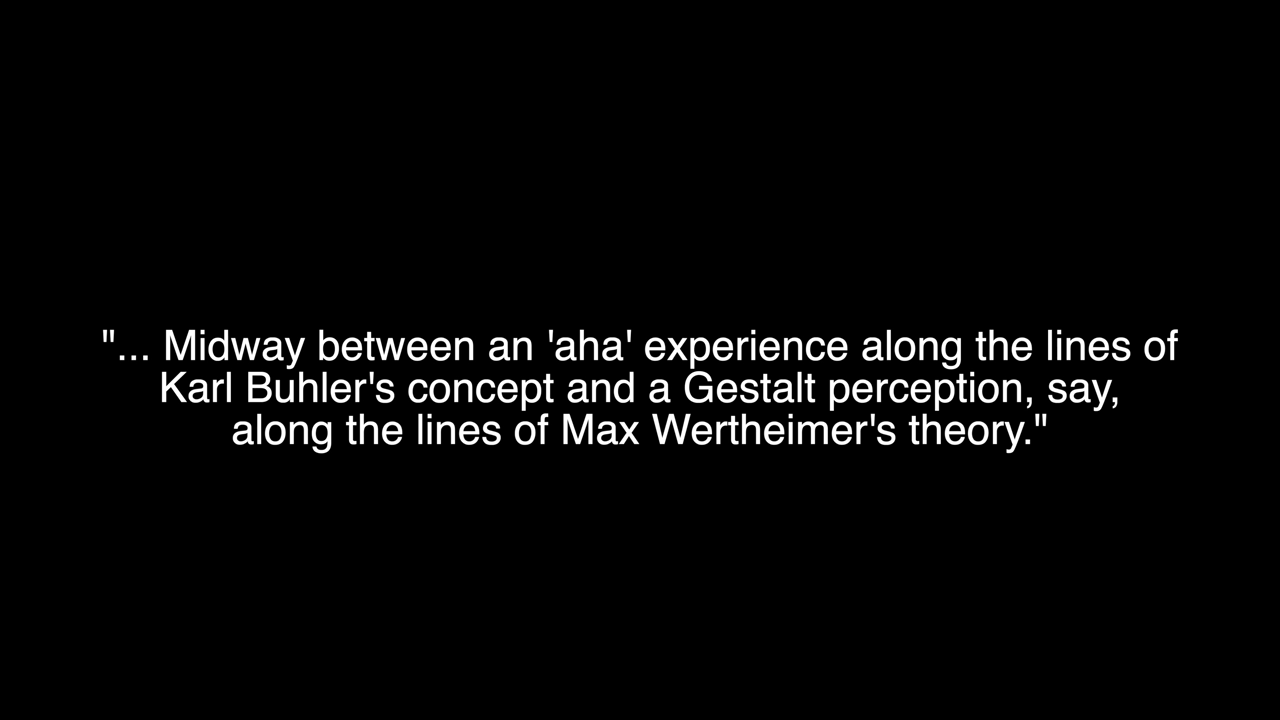 "... Midway between an 'aha' experience along the lines of
Karl Buhler's concept and a Gestalt perception, say,
along the lines of Max Wertheimer's theory."